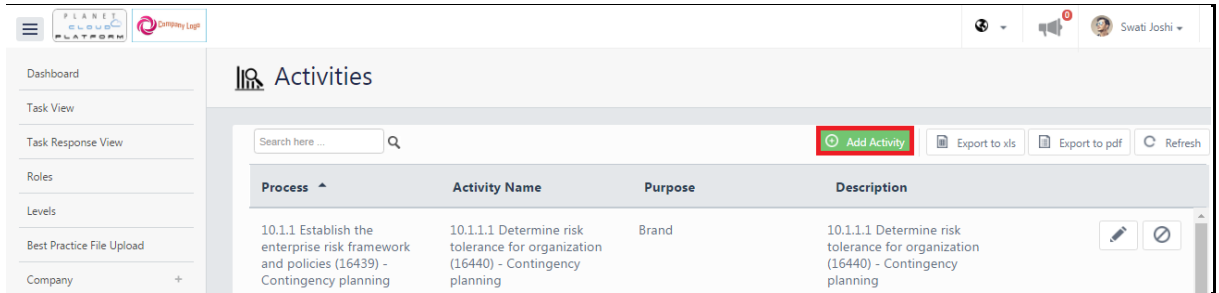 PLANET
CLOUD
PLATFORM
Company Logo
0
Swati Joshi
Dashboard
Task View
Task Response View
Roles
Levels
Best Practice File Upload
Company +
Activities
Search here ...
Add Activity
Export to xls
Export to pdf
Refresh
Process
Activity Name
Purpose
Description
10.1.1 Establish the
enterprise risk framework
and policies (16439) -
Contingency planning
10.1.1.1 Determine risk
tolerance for organization
(16440) - Contingency
planning
Brand
10.1.1.1 Determine risk
tolerance for organization
(16440) - Contingency
planning